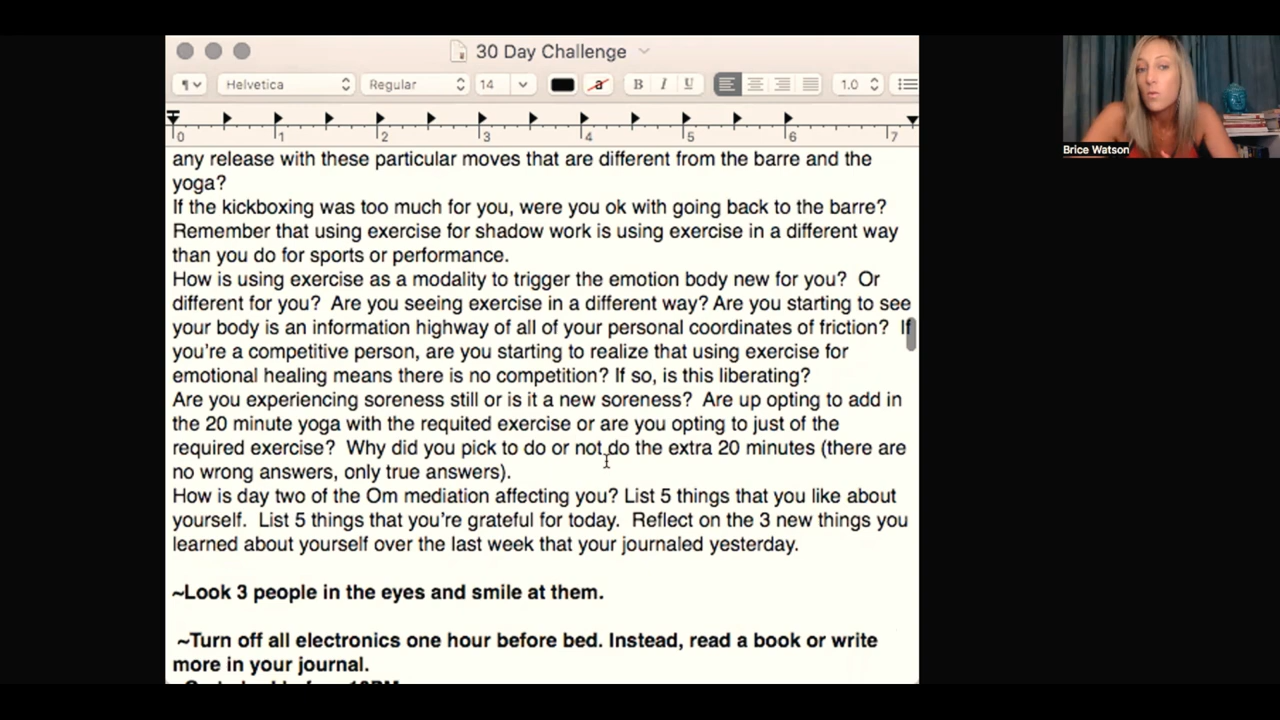 30 Day Challenge
Helvetica Regular 14 a B I U 1.0
0 1 2 3 4 5 6 7
any release with these particular moves that are different from the barre and the
yoga?
If the kickboxing was too much for you, were you ok with going back to the barre?
Remember that using exercise for shadow work is using exercise in a different way
than you do for sports or performance.
How is using exercise as a modality to trigger the emotion body new for you?  Or
different for you?  Are you seeing exercise in a different way? Are you starting to see
your body is an information highway of all of your personal coordinates of friction?  If
you're a competitive person, are you starting to realize that using exercise for
emotional healing means there is no competition? If so, is this liberating?
Are you experiencing soreness still or is it a new soreness?  Are up opting to add in
the 20 minute yoga with the requited exercise or are you opting to just of the
required exercise?  Why did you pick to do or not do the extra 20 minutes (there are
no wrong answers, only true answers).
How is day two of the Om mediation affecting you? List 5 things that you like about
yourself.  List 5 things that you're grateful for today.  Reflect on the 3 new things you
learned about yourself over the last week that your journaled yesterday.
~Look 3 people in the eyes and smile at them.
~Turn off all electronics one hour before bed. Instead, read a book or write
more in your journal.
Brice Watson